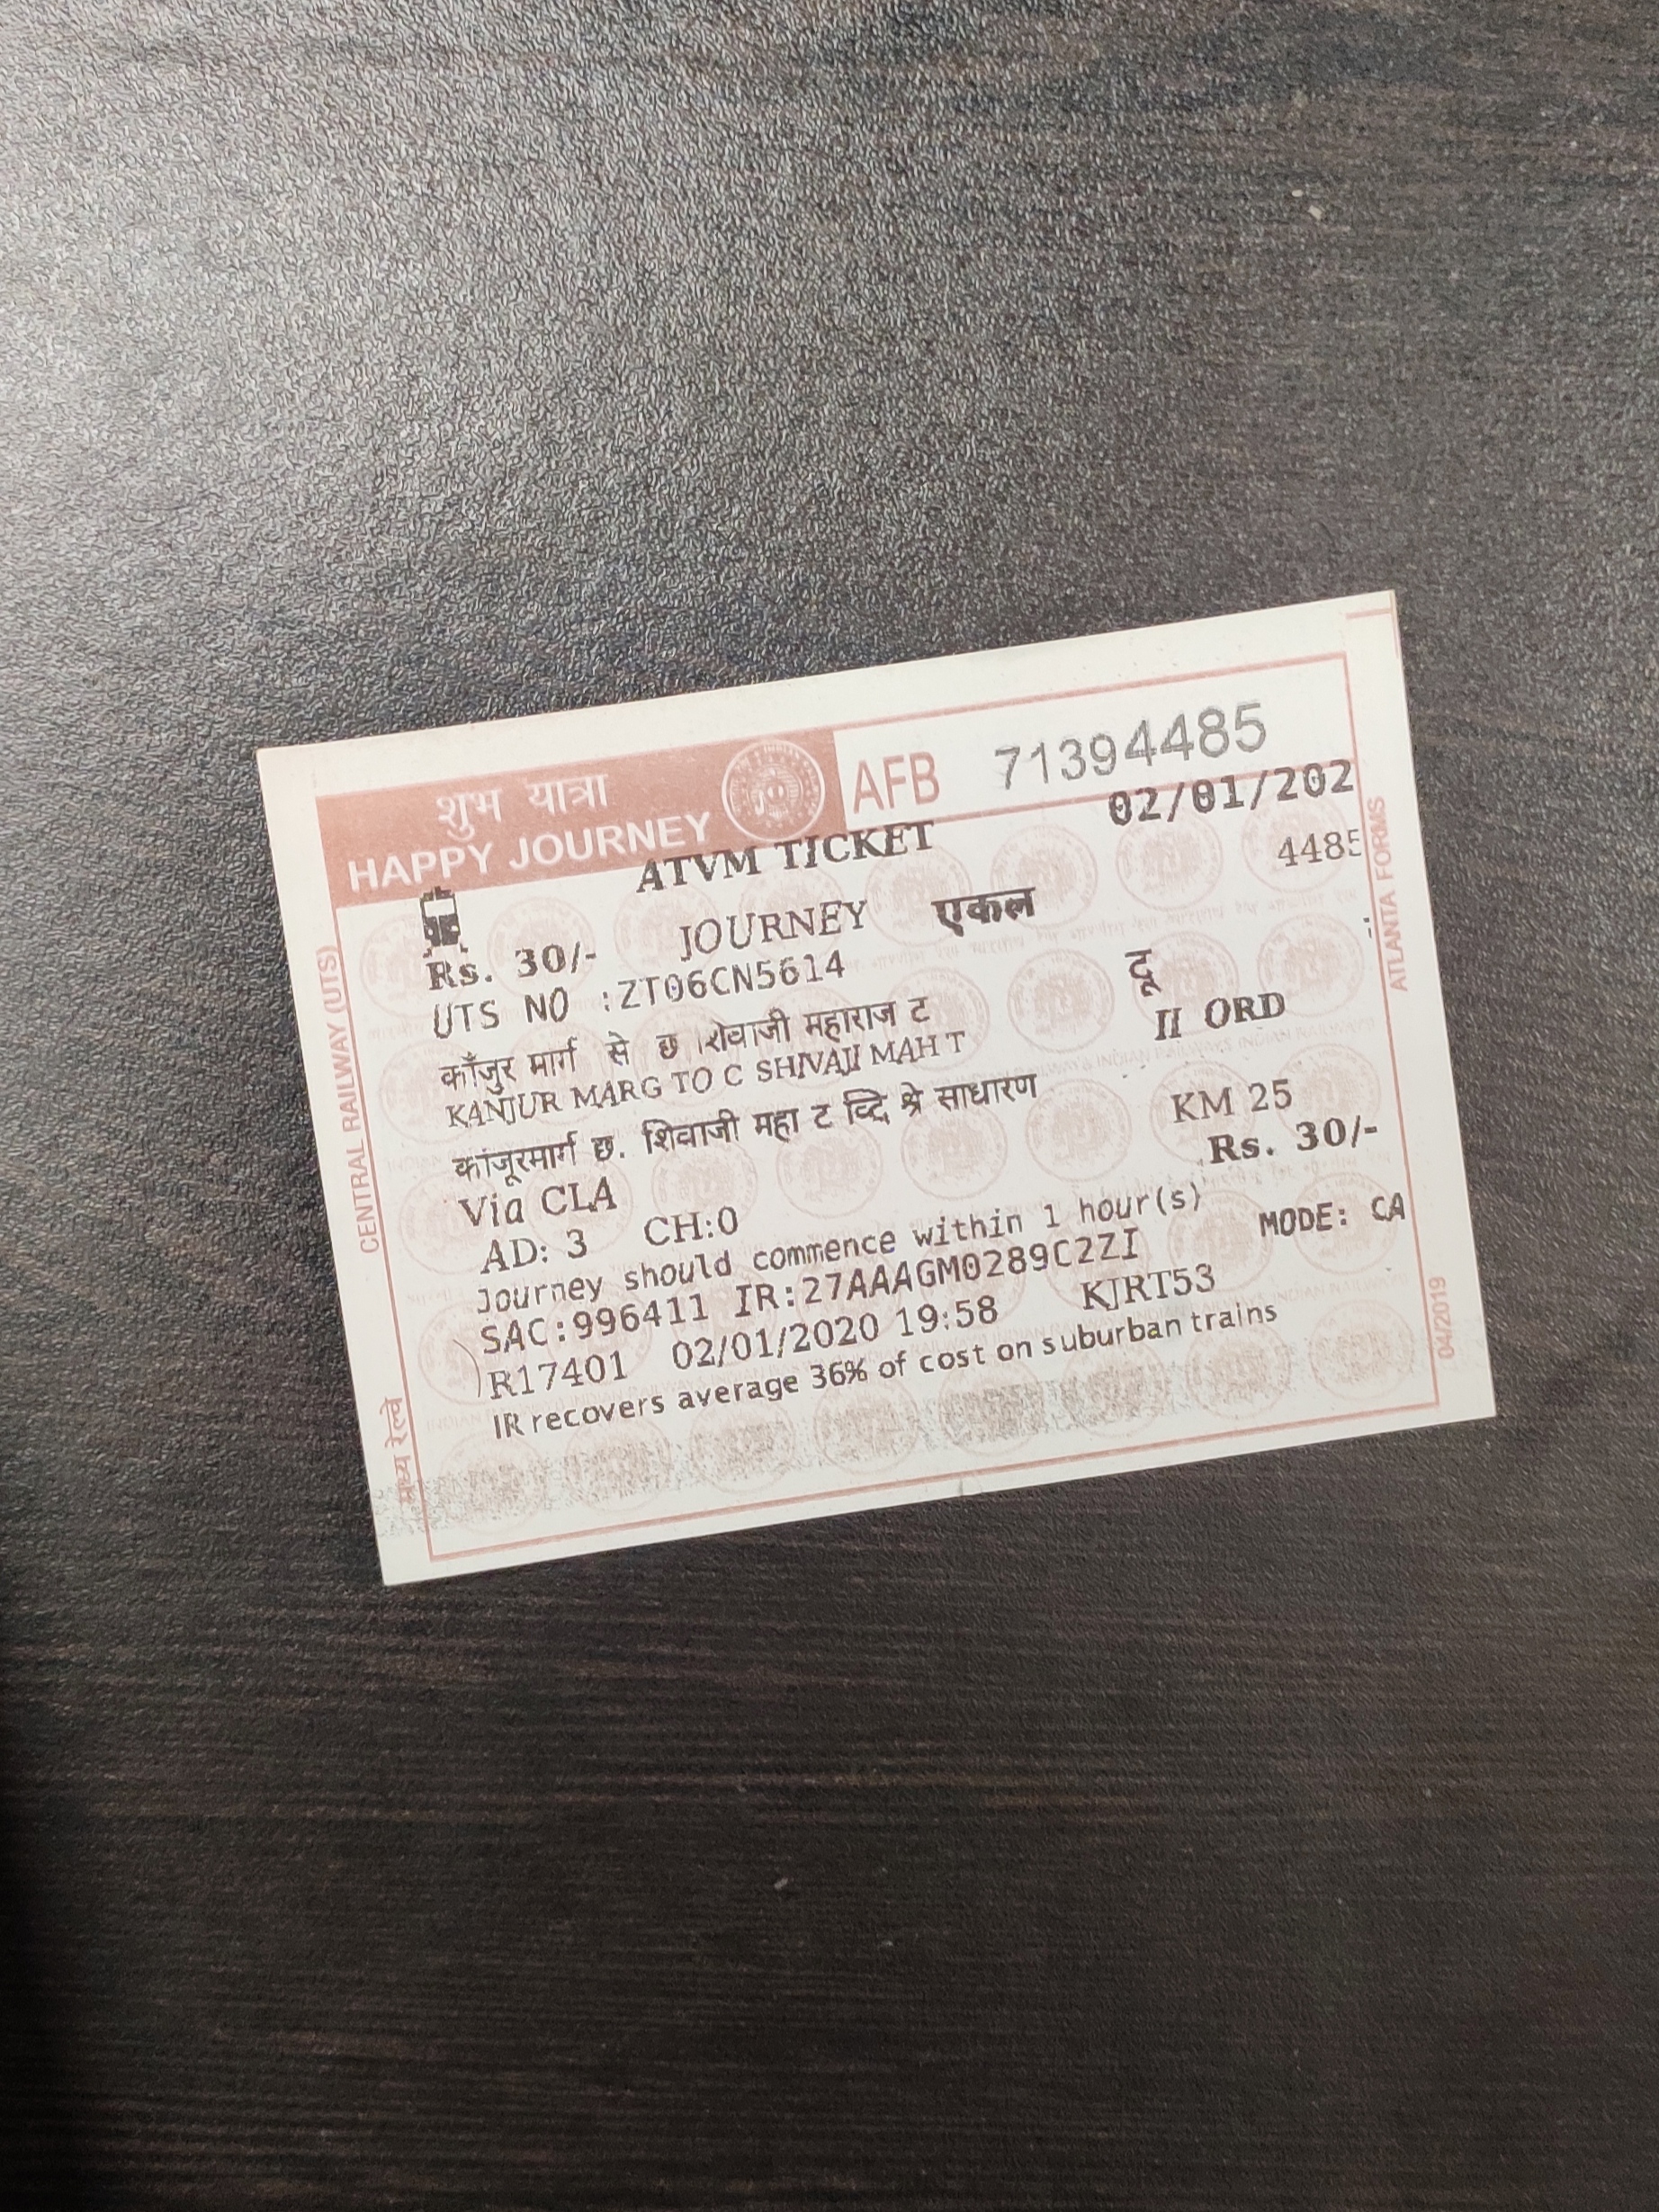 शुभ यात्रा
HAPPY JOURNEY
AFB 71394485
02/01/202
ATVM TICKET
4485
JOURNEY एकल
Rs. 30/-
UTS NO :ZT06CN5614
काँजुर मार्ग से छ शिवाजी महाराज ट
टू
KANJUR MARG TO C SHIVAJI MAH T
II ORD
कांजूरमार्ग छ. शिवाजी महा ट व्दि श्रे साधारण
Via CLA
KM 25
AD: 3 CH:0
Rs. 30/-
Journey should commence within 1 hour(s)
SAC:996411 IR:27AAAGM0289C2ZI
MODE: CA
R17401 02/01/2020 19:58 KJRT53
IR recovers average 36% of cost on suburban trains
CENTRAL RAILWAY (UTS)
मध्य रेल्वे
ATLANTA FORMS
04/2019